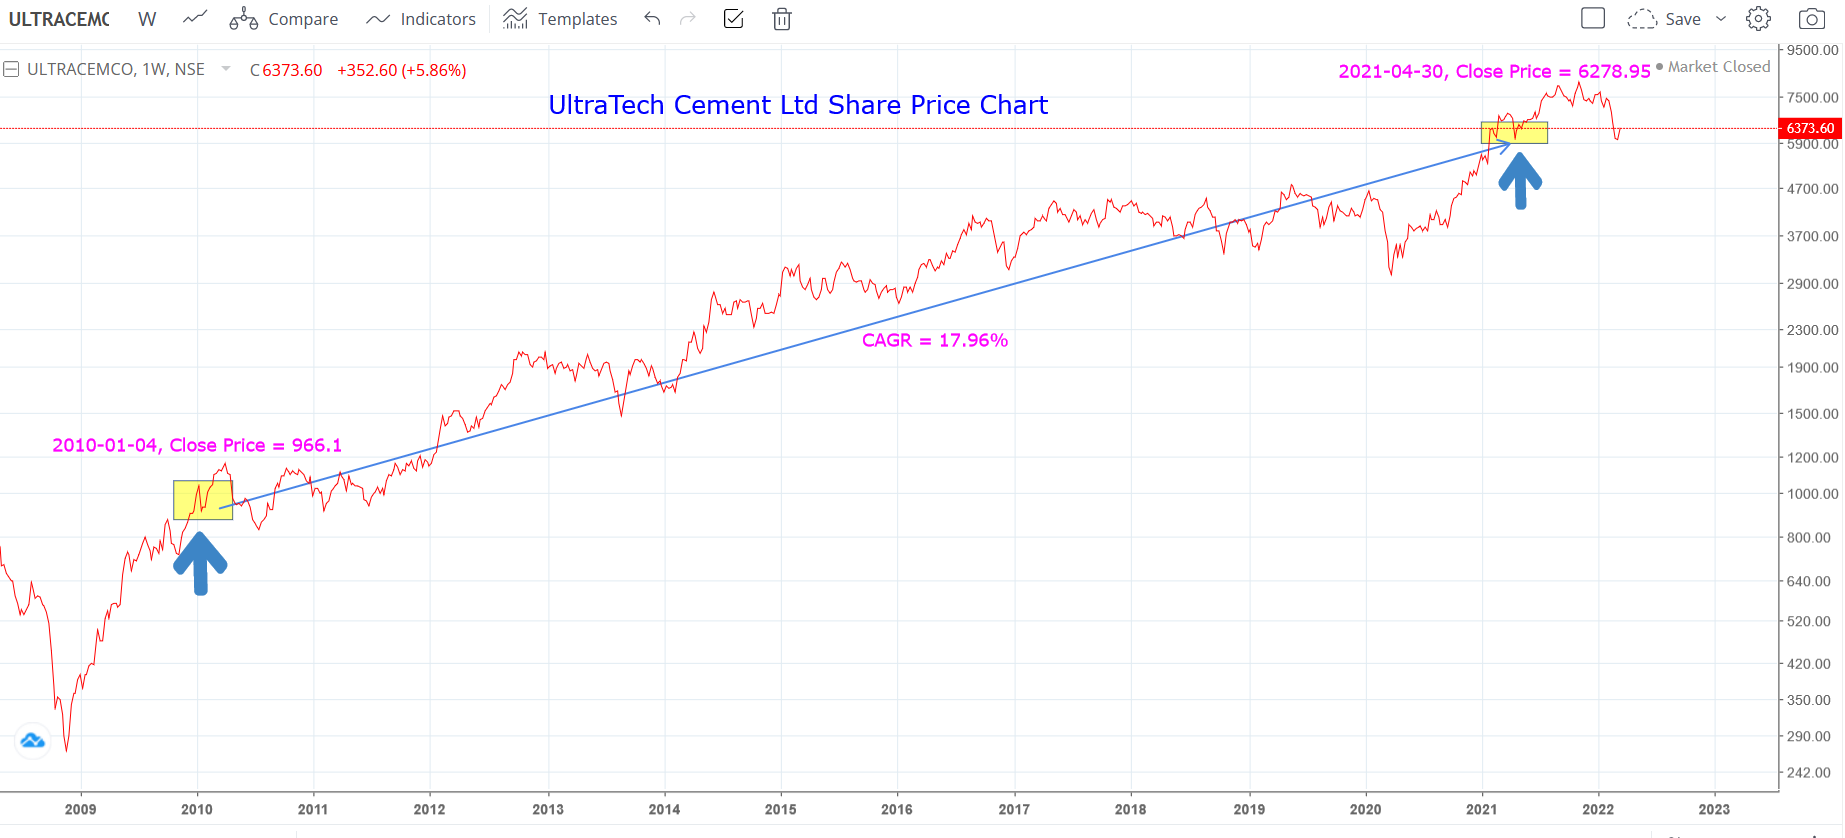 ULTRACEMC W Compare Indicators Templates Save
ULTRACEMCO, 1W, NSE C 6373.60 +352.60 (+5.86%)
2021-04-30, Close Price = 6278.95
Market Closed
UltraTech Cement Ltd Share Price Chart
2010-01-04, Close Price = 966.1
CAGR = 17.96%
9500.00
7500.00
6373.60
5900.00
4700.00
3700.00
2900.00
2300.00
1900.00
1500.00
1200.00
1000.00
800.00
640.00
520.00
420.00
350.00
290.00
242.00
2009 2010 2011 2012 2013 2014 2015 2016 2017 2018 2019 2020 2021 2022 2023